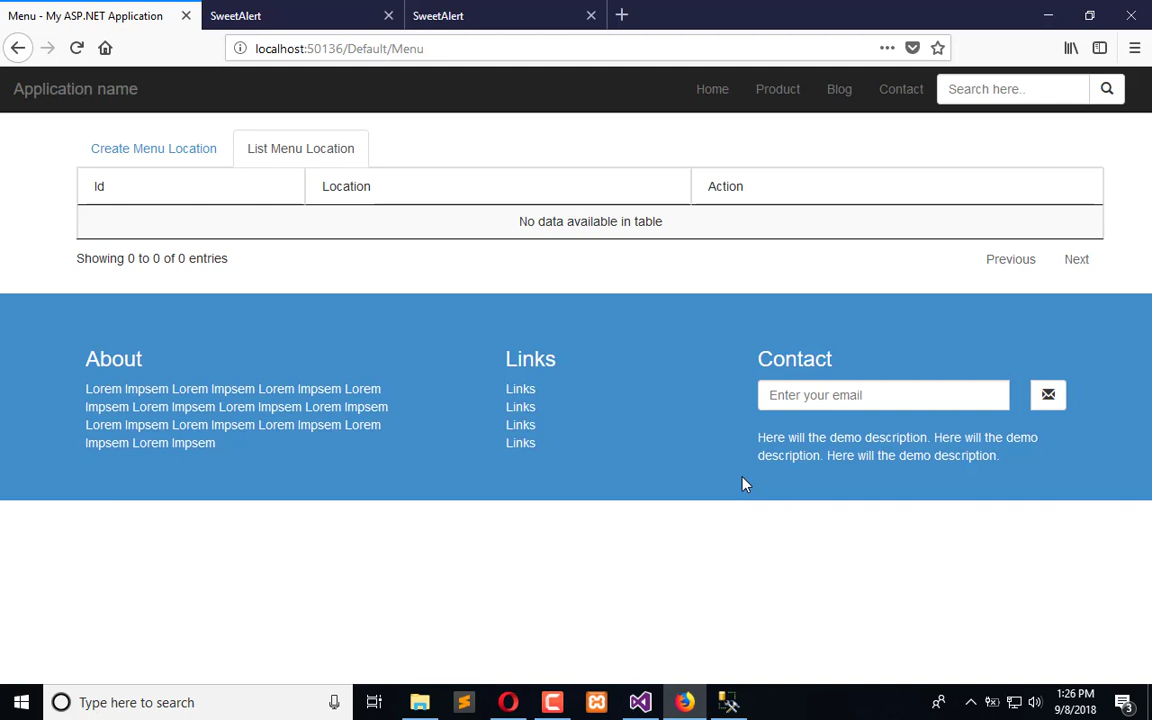 Menu - My ASP.NET Application
SweetAlert
SweetAlert
localhost:50136/Default/Menu
Application name
Home
Product
Blog
Contact
Search here..
Create Menu Location
List Menu Location
Id
Location
Action
No data available in table
Showing 0 to 0 of 0 entries
Previous
Next
About
Lorem Impsem Lorem Impsem Lorem Impsem Lorem
Impsem Lorem Impsem Lorem Impsem Lorem Impsem
Lorem Impsem Lorem Impsem Lorem Impsem Lorem
Impsem Lorem Impsem
Links
Links
Links
Links
Links
Contact
Enter your email
Here will the demo description. Here will the demo
description. Here will the demo description.
Type here to search
1:26 PM
9/8/2018
3